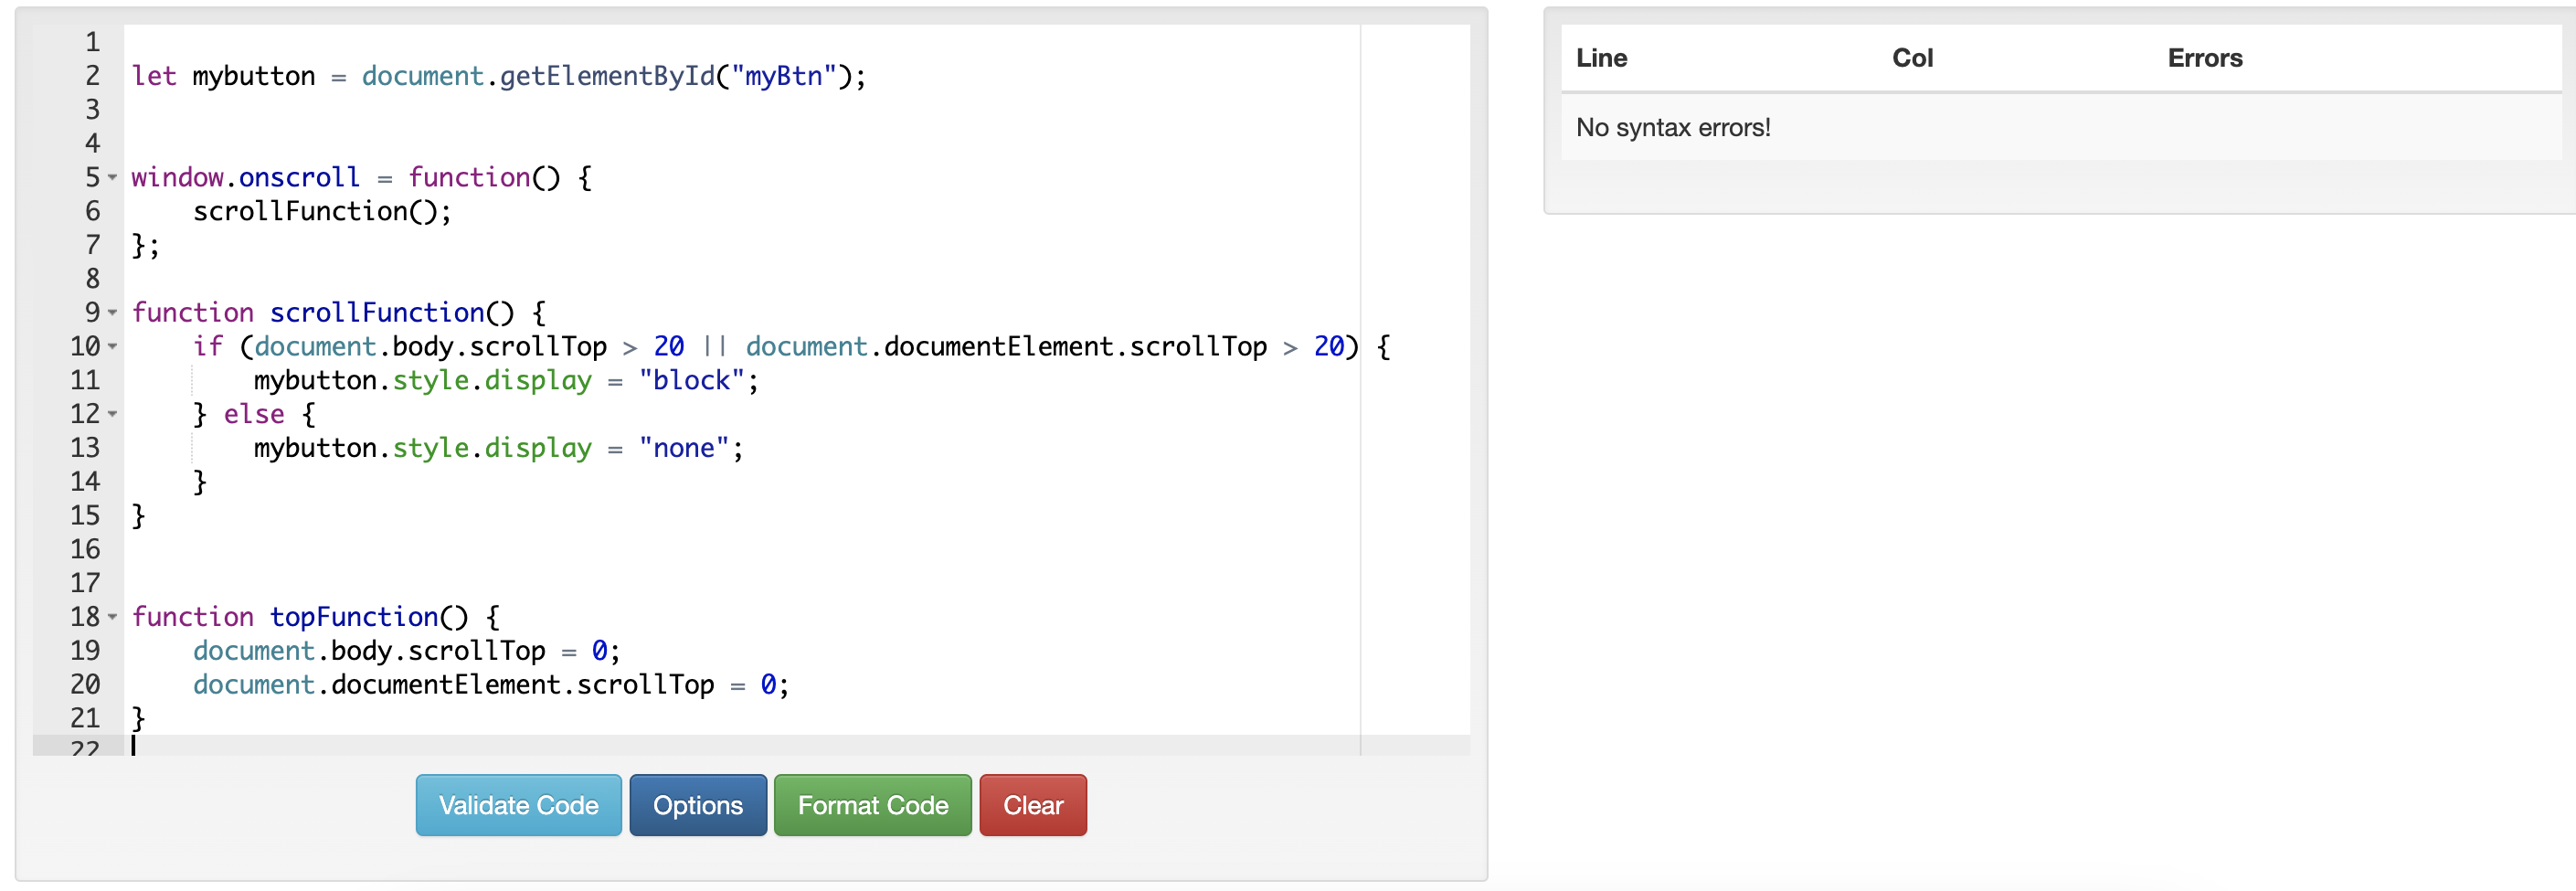 1
2 let mybutton = document.getElementById("myBtn");
3
4
5 window.onscroll = function() {
6     scrollFunction();
7 };
8
9 function scrollFunction() {
10     if (document.body.scrollTop > 20 || document.documentElement.scrollTop > 20) {
11         mybutton.style.display = "block";
12     } else {
13         mybutton.style.display = "none";
14     }
15 }
16
17
18 function topFunction() {
19     document.body.scrollTop = 0;
20     document.documentElement.scrollTop = 0;
21 }
22
Validate Code Options Format Code Clear
Line Col Errors
No syntax errors!